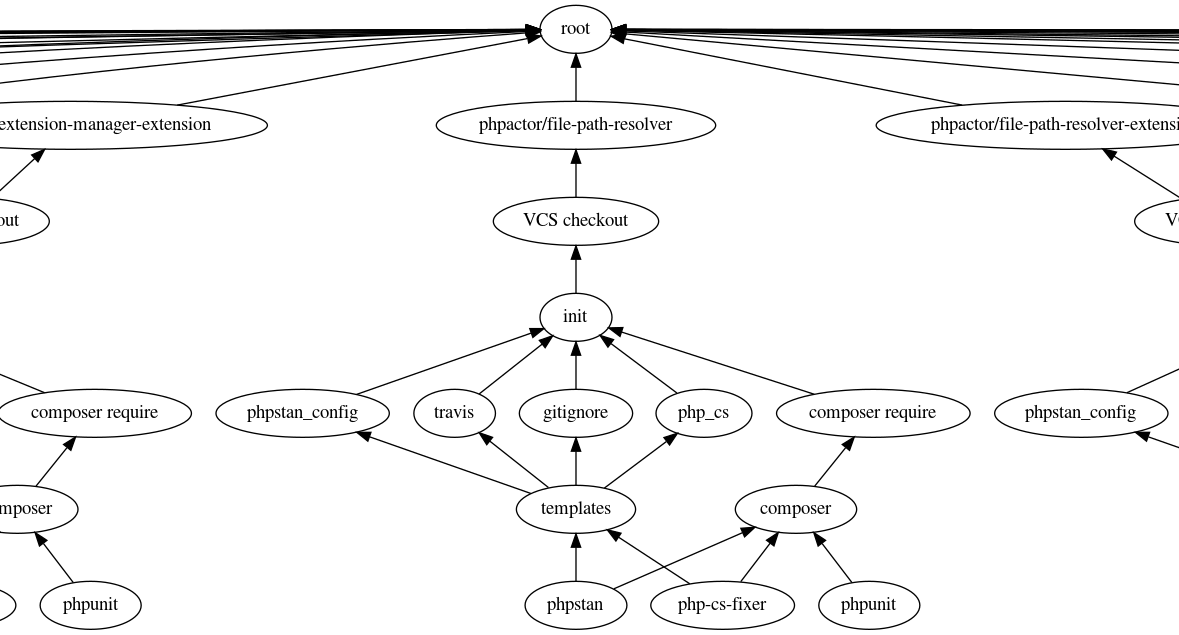 root
extension-manager-extension
phpactor/file-path-resolver
phpactor/file-path-resolver-extensi
out
VCS checkout
V
init
composer require
phpstan_config
travis
gitignore
php_cs
composer require
phpstan_config
mposer
templates
composer
phpunit
phpstan
php-cs-fixer
phpunit